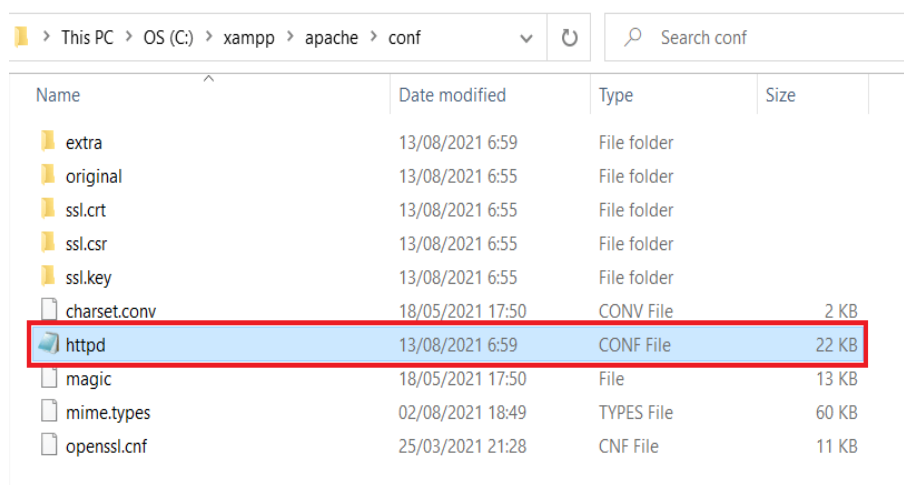 This PC > OS (C:) > xampp > apache > conf Search conf
Name Date modified Type Size
extra 13/08/2021 6:59 File folder
original 13/08/2021 6:55 File folder
ssl.crt 13/08/2021 6:55 File folder
ssl.csr 13/08/2021 6:55 File folder
ssl.key 13/08/2021 6:55 File folder
charset.conv 18/05/2021 17:50 CONV File 2 KB
httpd 13/08/2021 6:59 CONF File 22 KB
magic 18/05/2021 17:50 File 13 KB
mime.types 02/08/2021 18:49 TYPES File 60 KB
openssl.cnf 25/03/2021 21:28 CNF File 11 KB